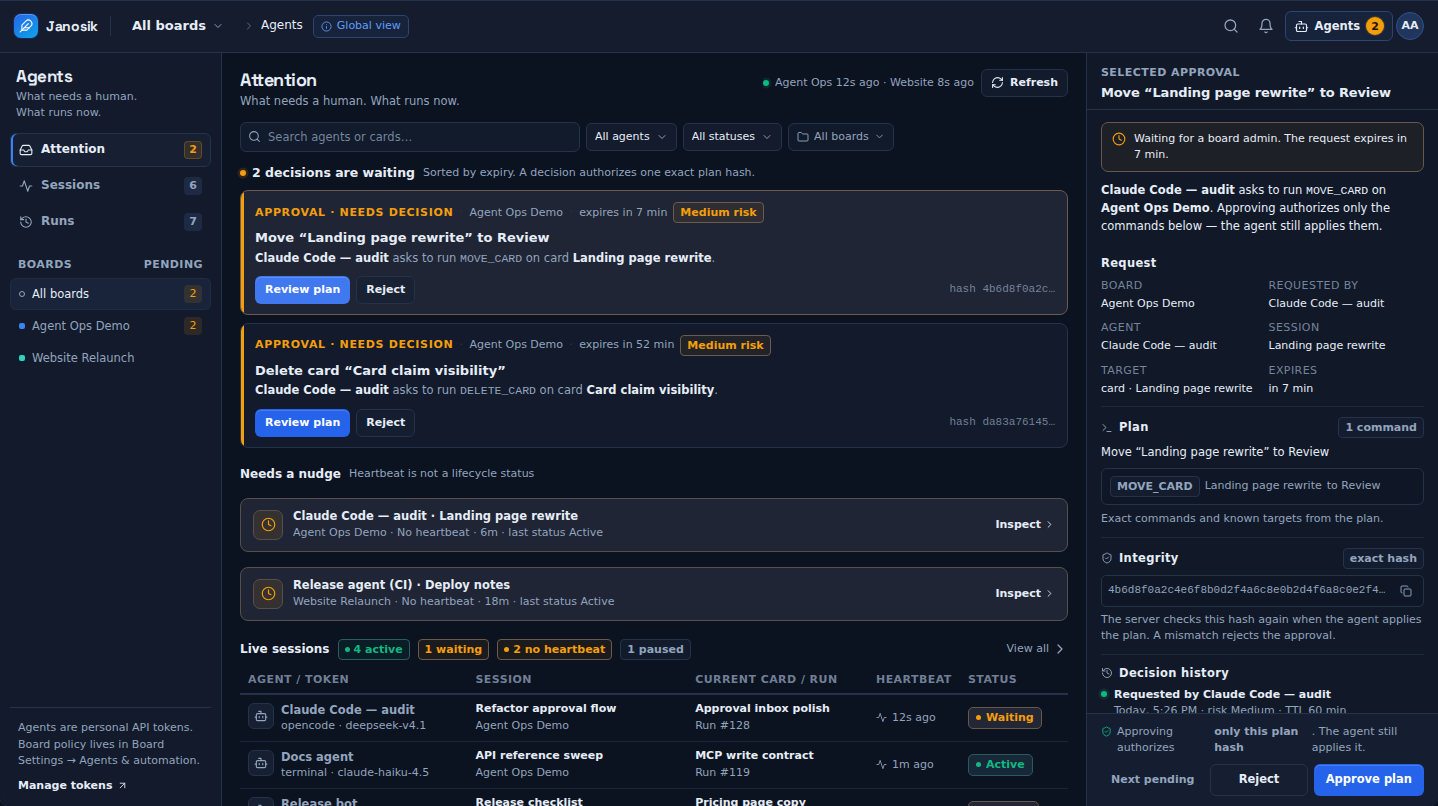 Janosik
All boards
Agents
Global view
Agents 2
AA
Agents
What needs a human.
What runs now.
Attention 2
Sessions 6
Runs 7
BOARDS PENDING
All boards 2
Agent Ops Demo 2
Website Relaunch
Agents are personal API tokens.
Board policy lives in Board
Settings → Agents & automation.
Manage tokens
Attention
What needs a human. What runs now.
Agent Ops 12s ago · Website 8s ago
Refresh
Search agents or cards…
All agents
All statuses
All boards
2 decisions are waiting Sorted by expiry. A decision authorizes one exact plan hash.
APPROVAL · NEEDS DECISION Agent Ops Demo · expires in 7 min Medium risk
Move “Landing page rewrite” to Review
Claude Code — audit asks to run MOVE_CARD on card Landing page rewrite.
Review plan Reject hash 4b6d8f0a2c…
APPROVAL · NEEDS DECISION Agent Ops Demo · expires in 52 min Medium risk
Delete card “Card claim visibility”
Claude Code — audit asks to run DELETE_CARD on card Card claim visibility.
Review plan Reject hash da83a76145…
Needs a nudge Heartbeat is not a lifecycle status
Claude Code — audit · Landing page rewrite
Agent Ops Demo · No heartbeat · 6m · last status Active
Inspect
Release agent (CI) · Deploy notes
Website Relaunch · No heartbeat · 18m · last status Active
Inspect
Live sessions 4 active 1 waiting 2 no heartbeat 1 paused View all
AGENT / TOKEN SESSION CURRENT CARD / RUN HEARTBEAT STATUS
Claude Code — audit Refactor approval flow Approval inbox polish
opencode · deepseek-v4.1 Agent Ops Demo Run #128 12s ago Waiting
Docs agent API reference sweep MCP write contract
terminal · claude-haiku-4.5 Agent Ops Demo Run #119 1m ago Active
Release bot Release checklist Pricing page copy
SELECTED APPROVAL
Move “Landing page rewrite” to Review
Waiting for a board admin. The request expires in
7 min.
Claude Code — audit asks to run MOVE_CARD on
Agent Ops Demo. Approving authorizes only the
commands below — the agent still applies them.
Request
BOARD REQUESTED BY
Agent Ops Demo Claude Code — audit
AGENT SESSION
Claude Code — audit Landing page rewrite
TARGET EXPIRES
card · Landing page rewrite in 7 min
Plan 1 command
Move “Landing page rewrite” to Review
MOVE_CARD Landing page rewrite to Review
Exact commands and known targets from the plan.
Integrity exact hash
4b6d8f0a2c4e6f8b0d2f4a6c8e0b2d4f6a8c0e2f4…
The server checks this hash again when the agent applies
the plan. A mismatch rejects the approval.
Decision history
Requested by Claude Code — audit
Today, 5:26 PM · risk Medium · TTL 60 min
Approving authorizes only this plan hash. The agent still applies it.
Next pending Reject Approve plan